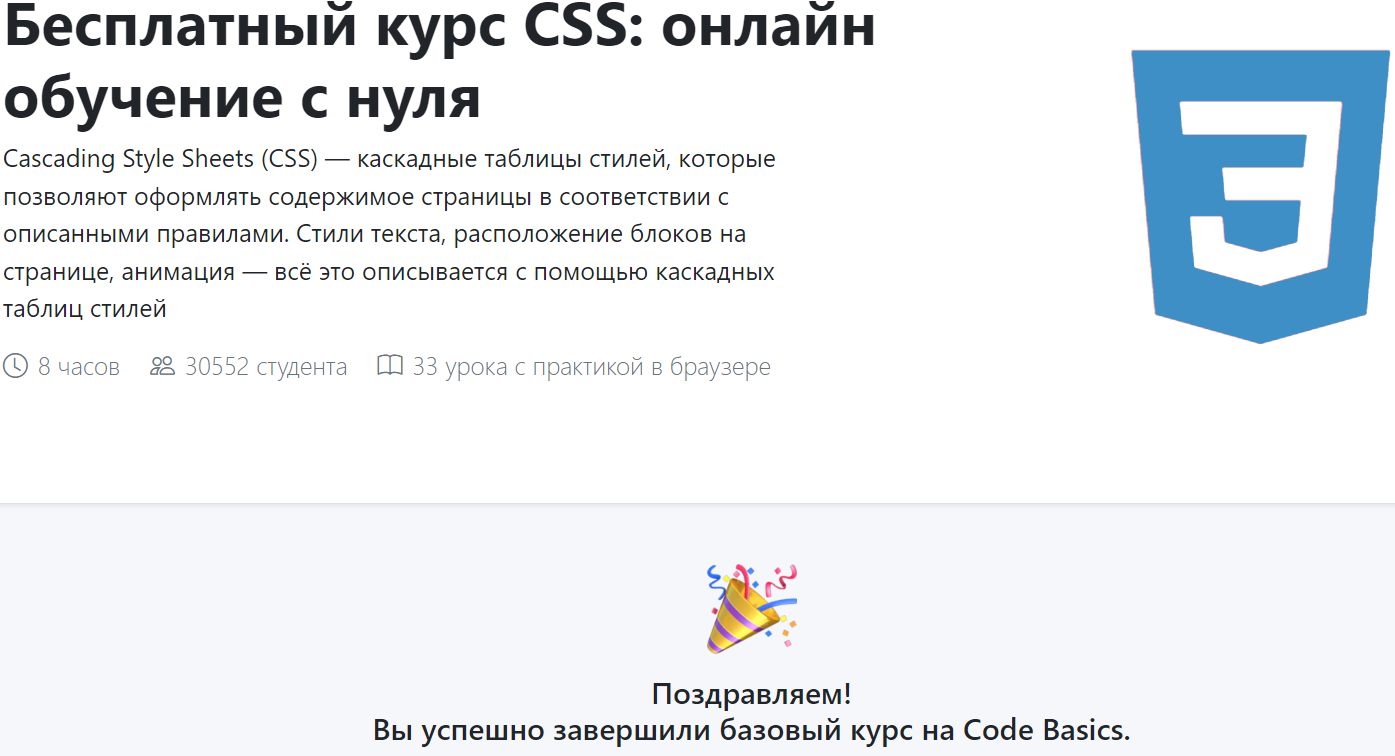 Бесплатный курс CSS: онлайн
обучение с нуля
Cascading Style Sheets (CSS) — каскадные таблицы стилей, которые
позволяют оформлять содержимое страницы в соответствии с
описанными правилами. Стили текста, расположение блоков на
странице, анимация — всё это описывается с помощью каскадных
таблиц стилей
8 часов 30552 студента 33 урока с практикой в браузере
Поздравляем!
Вы успешно завершили базовый курс на Code Basics.